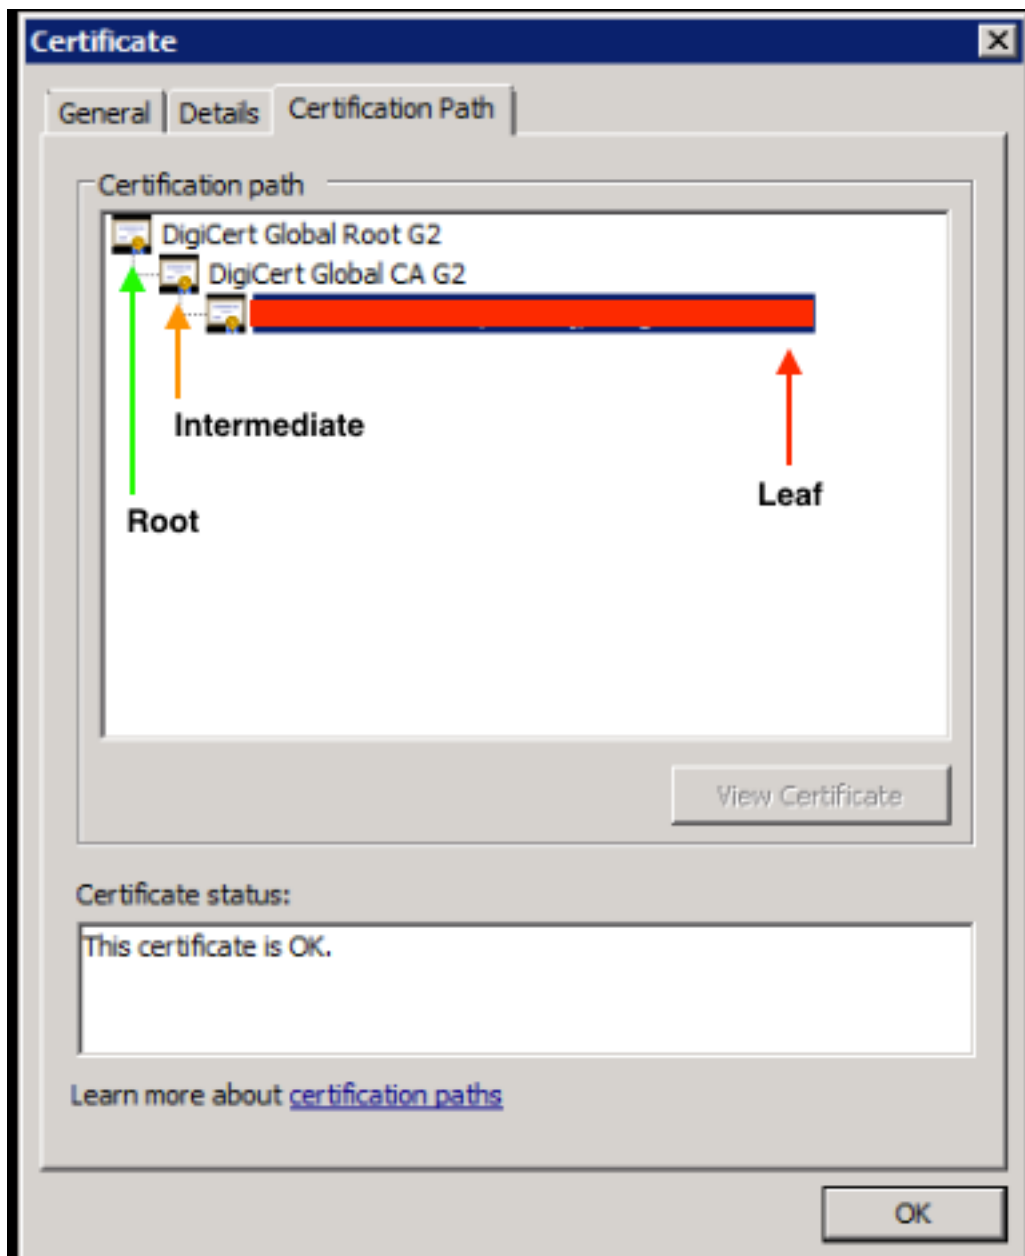 Certificate
General Details Certification Path
Certification path
DigiCert Global Root G2
DigiCert Global CA G2
Intermediate
Leaf
Root
View Certificate
Certificate status:
This certificate is OK.
Learn more about certification paths
OK